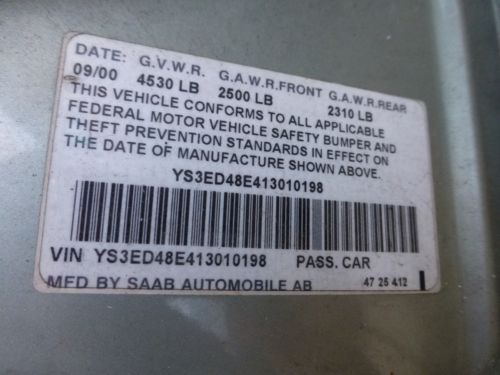 DATE: G.V.W.R. G.A.W.R.FRONT G.A.W.R.REAR
09/00 4530 LB 2500 LB 2310 LB
THIS VEHICLE CONFORMS TO ALL APPLICABLE
FEDERAL MOTOR VEHICLE SAFETY BUMPER AND
THEFT PREVENTION STANDARDS IN EFFECT ON
THE DATE OF MANUFACTURE SHOWN ABOVE.
YS3ED48E413010198
VIN YS3ED48E413010198 PASS. CAR
MFD BY SAAB AUTOMOBILE AB 47 25 412